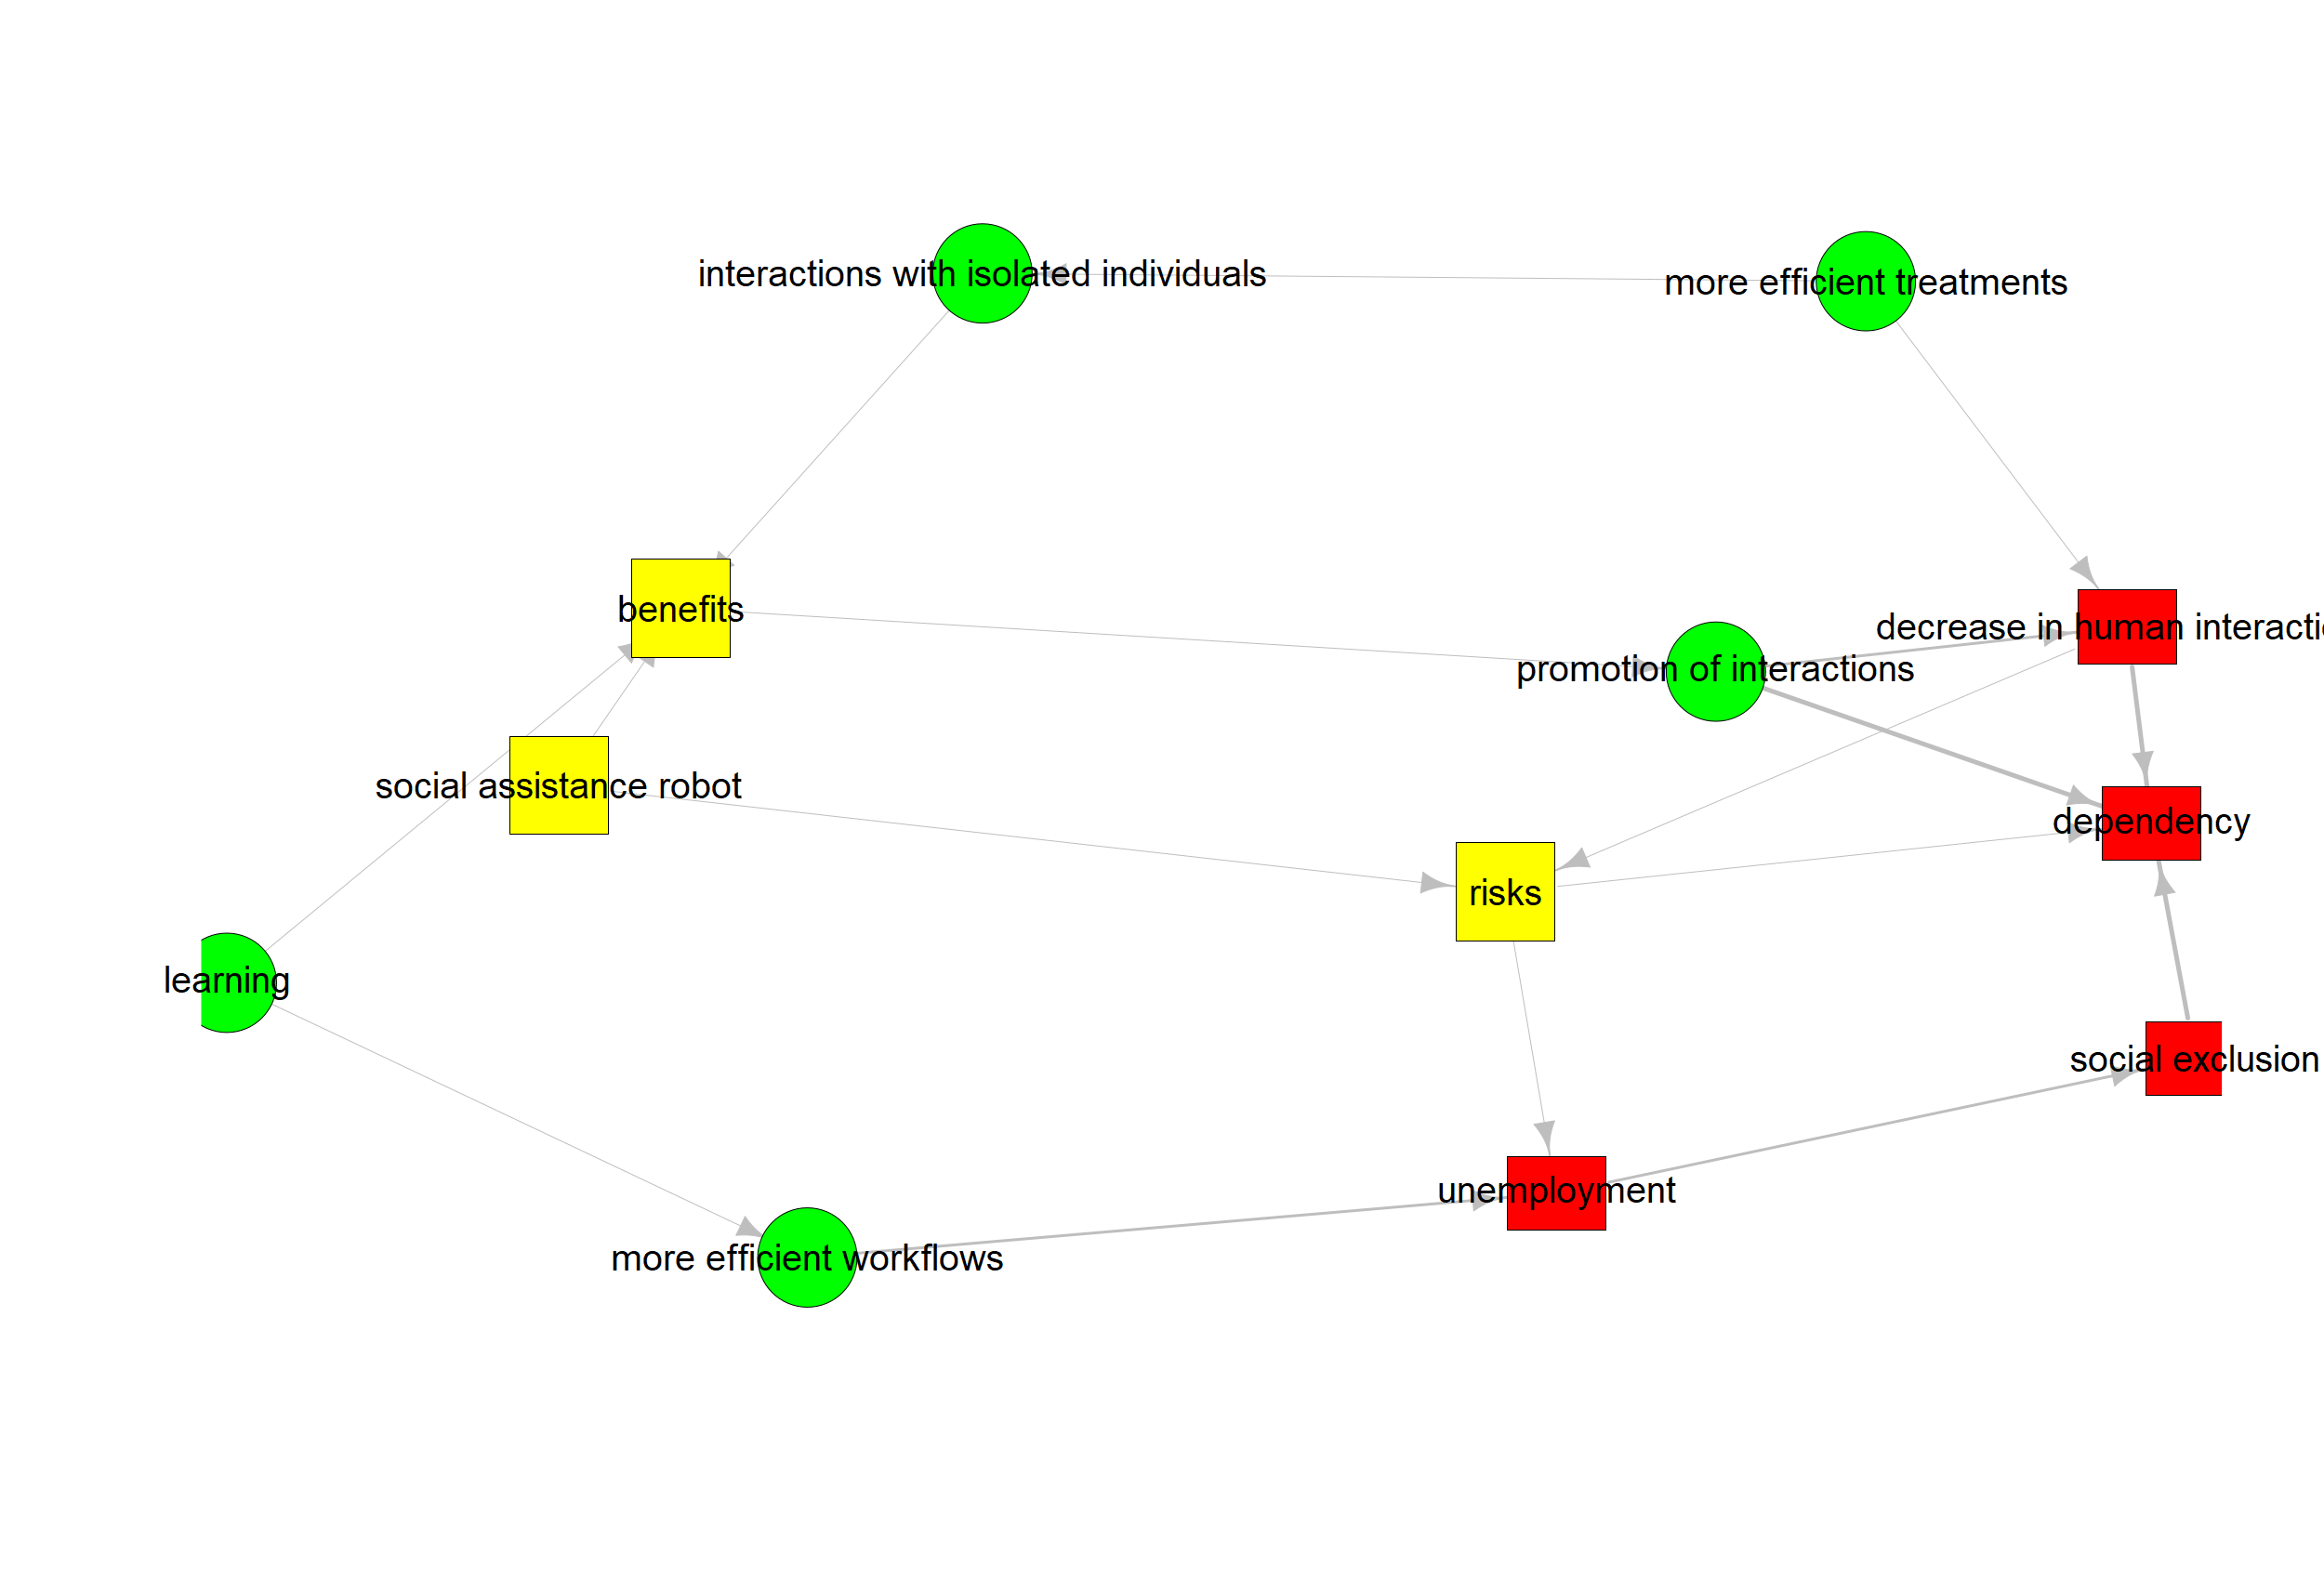 interactions with isolated individuals
more efficient treatments
benefits
decrease in human interacti
promotion of interactions
social assistance robot
dependency
risks
learning
social exclusion
unemployment
more efficient workflows